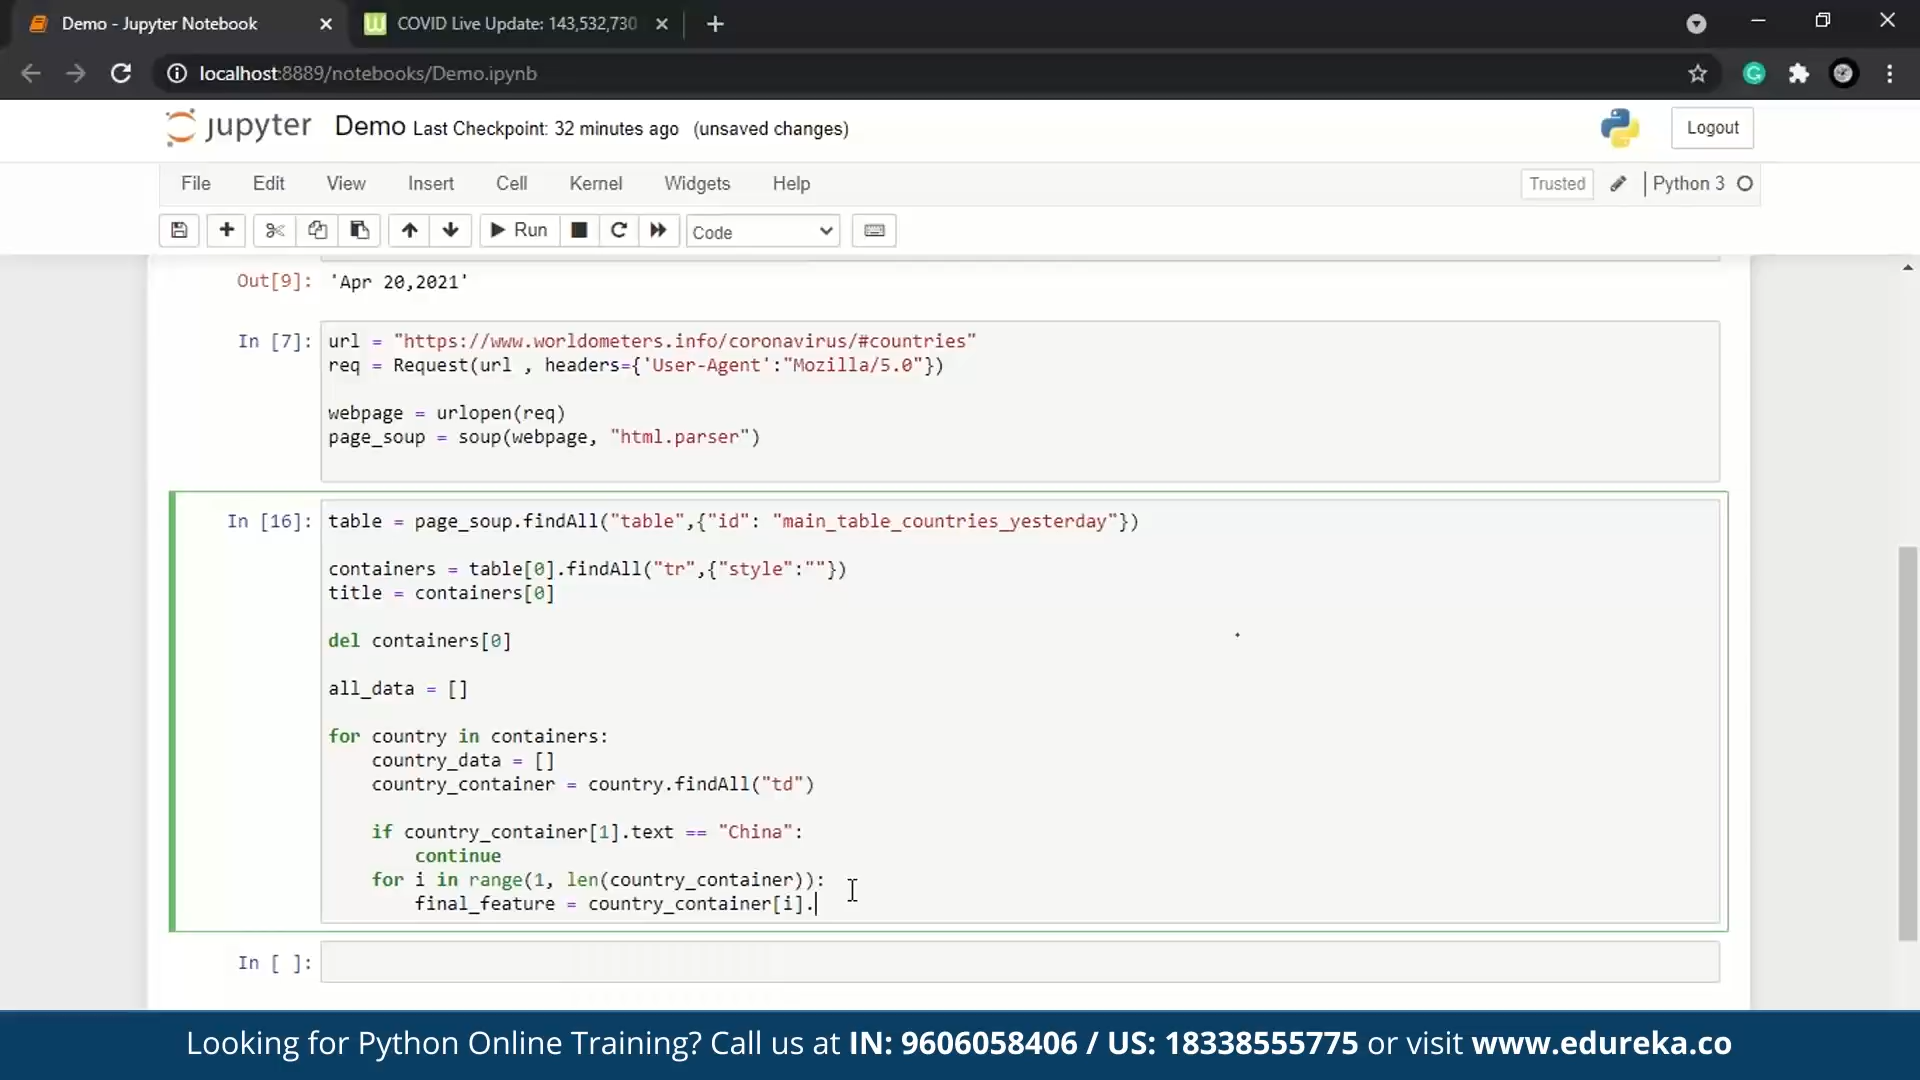 Demo - Jupyter Notebook
COVID Live Update: 143,532,730
localhost:8889/notebooks/Demo.ipynb
jupyter Demo Last Checkpoint: 32 minutes ago (unsaved changes)
Logout
File Edit View Insert Cell Kernel Widgets Help
Trusted
Python 3
Run
Code
Out[9]: 'Apr 20,2021'
In [7]: url = "https://www.worldometers.info/coronavirus/#countries"
req = Request(url , headers={'User-Agent':"Mozilla/5.0"})
webpage = urlopen(req)
page_soup = soup(webpage, "html.parser")
In [16]: table = page_soup.findAll("table",{"id": "main_table_countries_yesterday"})
containers = table[0].findAll("tr",{"style":""})
title = containers[0]
del containers[0]
all_data = []
for country in containers:
country_data = []
country_container = country.findAll("td")
if country_container[1].text == "China":
continue
for i in range(1, len(country_container)):
final_feature = country_container[i].
In [ ]:
Looking for Python Online Training? Call us at IN: 9606058406 / US: 18338555775 or visit www.edureka.co